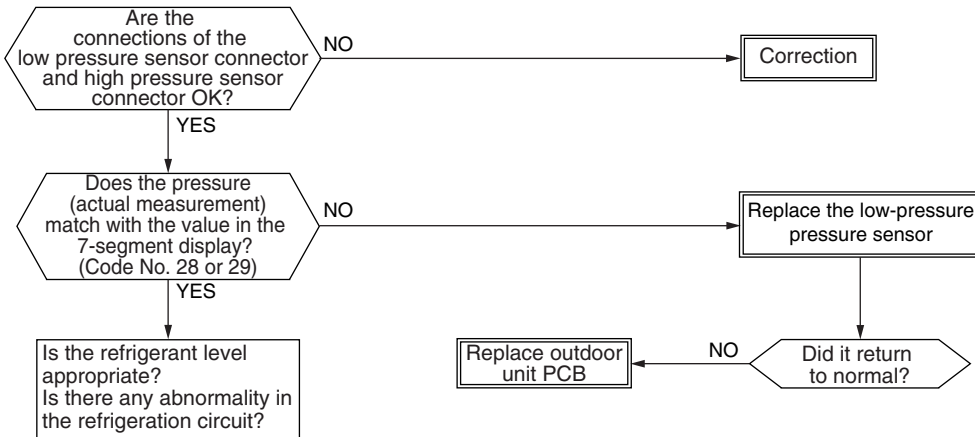 Are the
connections of the
low pressure sensor connector
and high pressure sensor
connector OK?
NO
Correction
YES
Does the pressure
(actual measurement)
match with the value in the
7-segment display?
(Code No. 28 or 29)
NO
Replace the low-pressure
pressure sensor
YES
Is the refrigerant level
appropriate?
Is there any abnormality in
the refrigeration circuit?
Did it return
to normal?
NO
Replace outdoor
unit PCB